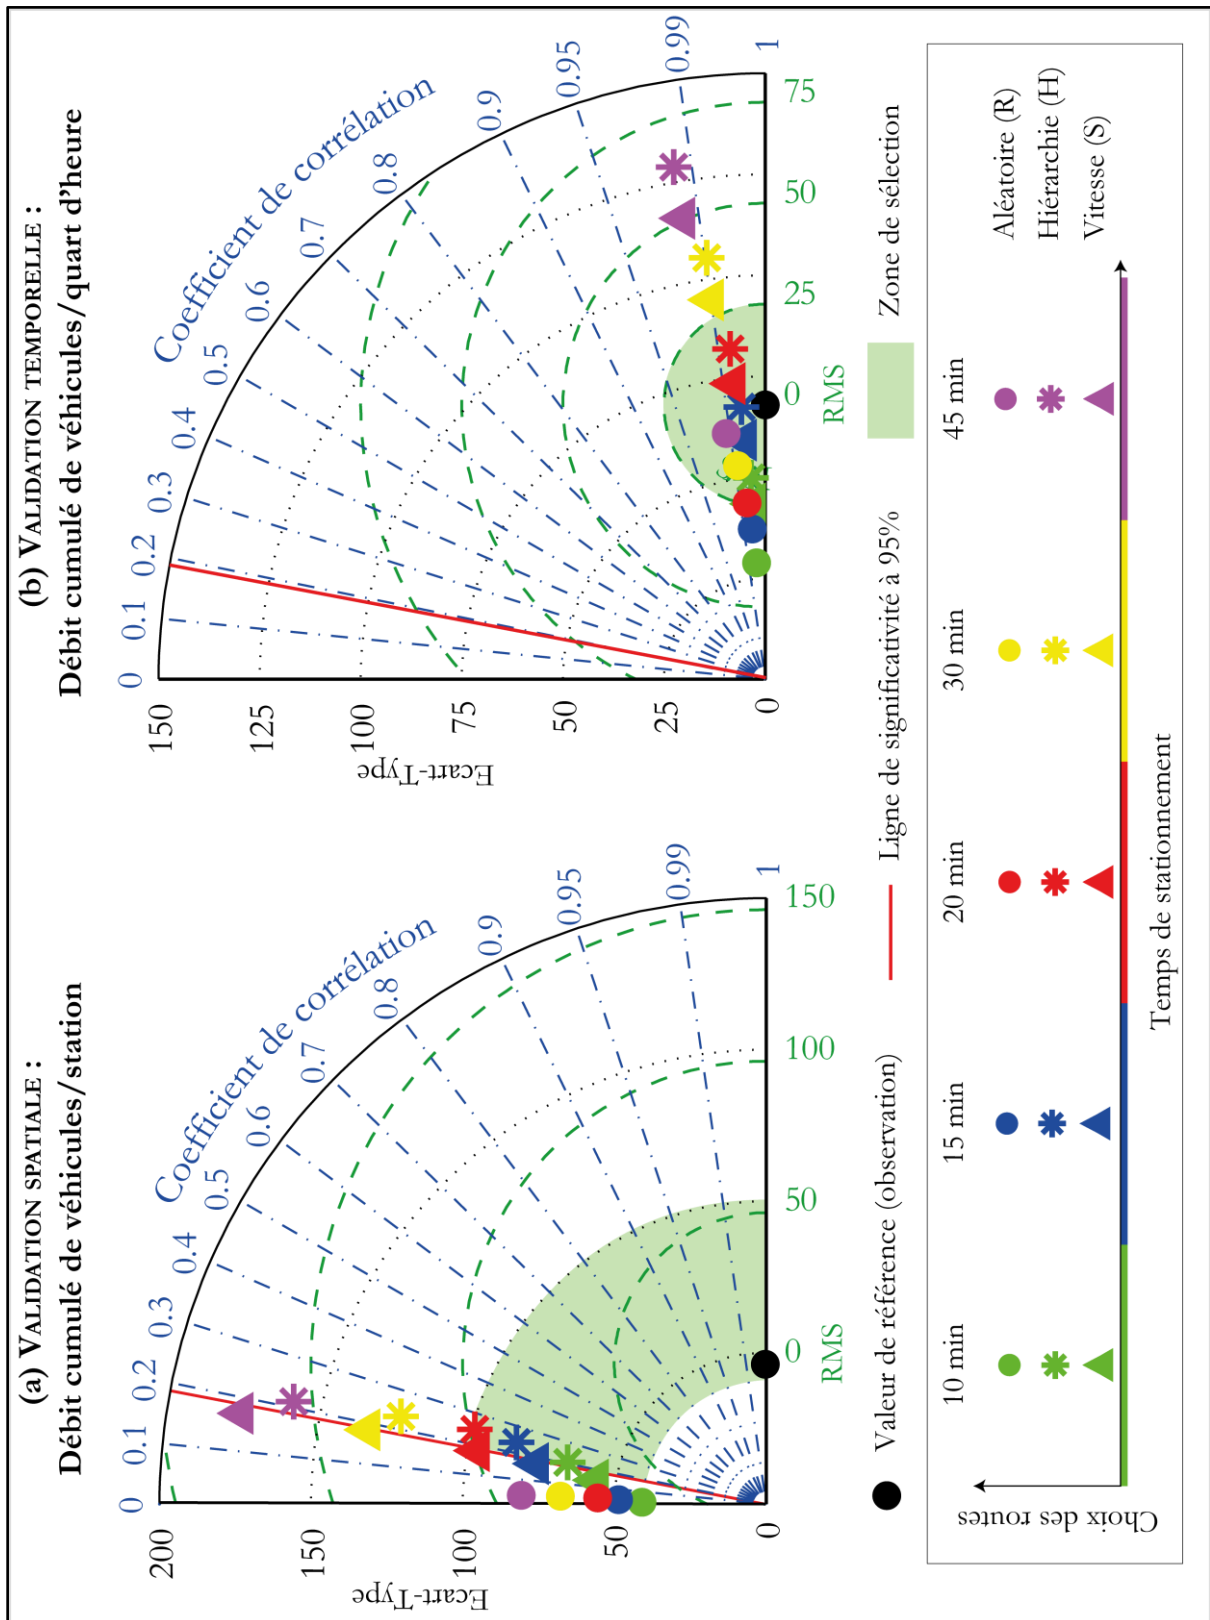 (a) VALIDATION SPATIALE :
Débit cumulé de véhicules/station
Coefficient de corrélation
0
0.1
0.2
0.3
0.4
0.5
0.6
0.7
0.8
0.9
0.95
0.99
1
200
150
100
50
0
Ecart-Type
0
50
100
150
RMS
(b) VALIDATION TEMPORELLE :
Débit cumulé de véhicules/quart d'heure
Coefficient de corrélation
0
0.1
0.2
0.3
0.4
0.5
0.6
0.7
0.8
0.9
0.95
0.99
1
150
125
100
75
50
25
0
Ecart-Type
0
25
50
75
RMS
Valeur de référence (observation)
Ligne de significativité à 95%
Zone de sélection
10 min
15 min
20 min
30 min
45 min
Aléatoire (R)
Hiérarchie (H)
Vitesse (S)
Choix des routes
Temps de stationnement